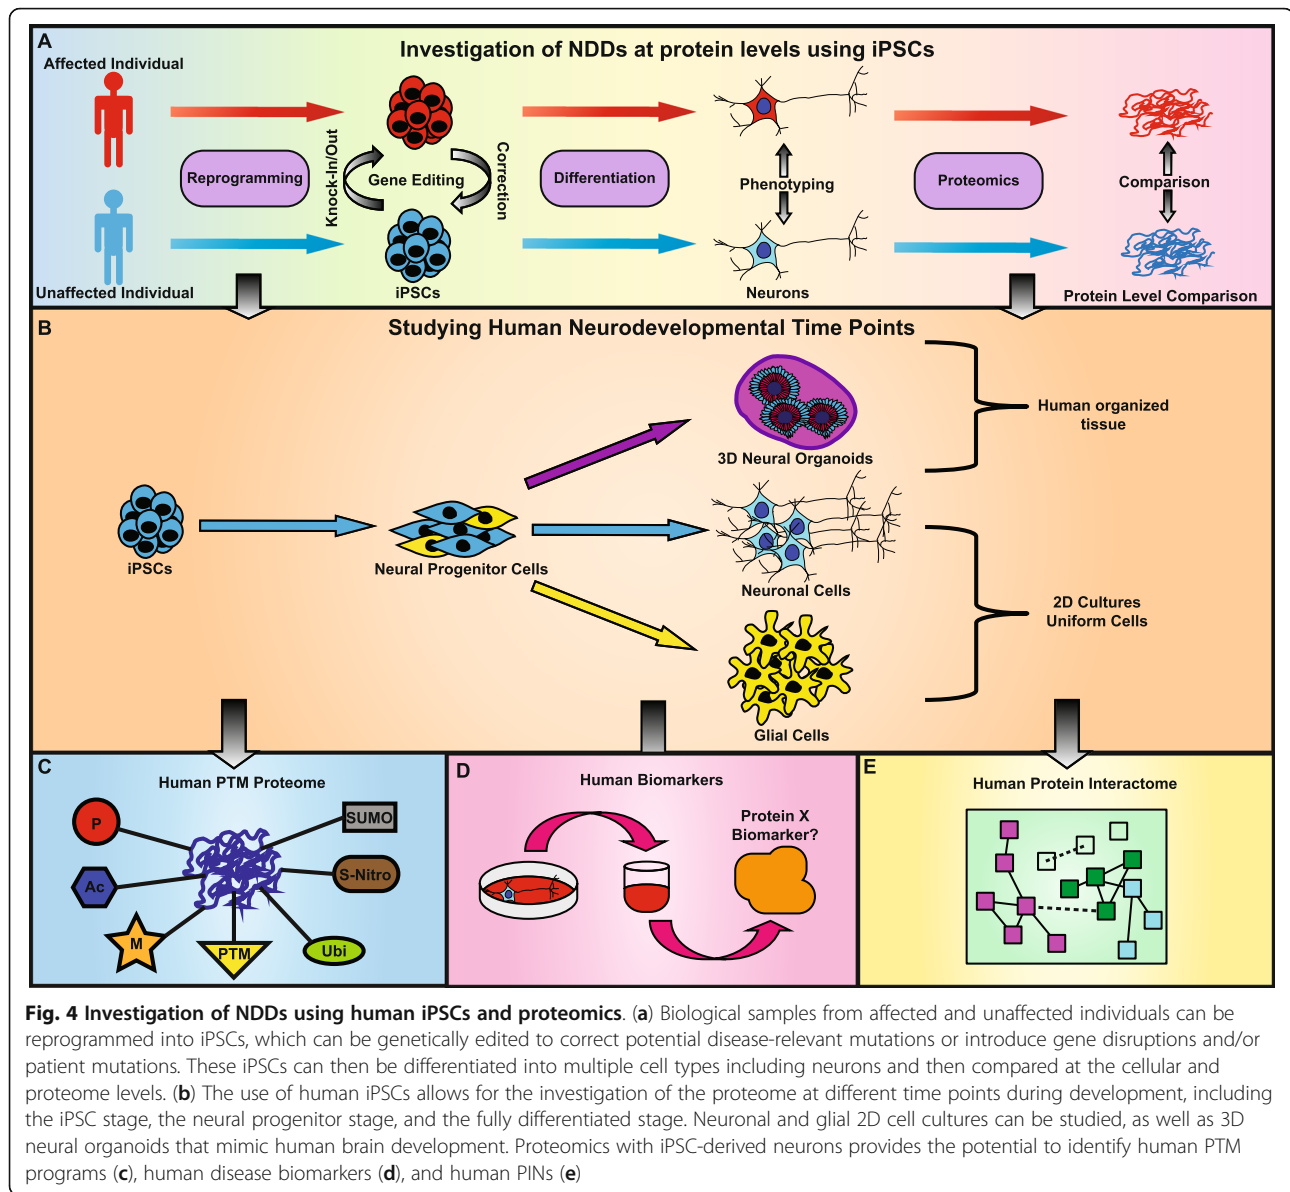 A
Investigation of NDDs at protein levels using iPSCs
Affected Individual
Reprogramming
Knock-In/Out
Gene Editing
Correction
Differentiation
Phenotyping
Proteomics
Comparison
Unaffected Individual
iPSCs
Neurons
Protein Level Comparison
B
Studying Human Neurodevelopmental Time Points
3D Neural Organoids
Human organized
tissue
iPSCs
Neural Progenitor Cells
Neuronal Cells
2D Cultures
Uniform Cells
Glial Cells
C
Human PTM Proteome
P
SUMO
Ac
S-Nitro
M
PTM
Ubi
D
Human Biomarkers
Protein X
Biomarker?
E
Human Protein Interactome
Fig. 4 Investigation of NDDs using human iPSCs and proteomics. (a) Biological samples from affected and unaffected individuals can be
reprogrammed into iPSCs, which can be genetically edited to correct potential disease-relevant mutations or introduce gene disruptions and/or
patient mutations. These iPSCs can then be differentiated into multiple cell types including neurons and then compared at the cellular and
proteome levels. (b) The use of human iPSCs allows for the investigation of the proteome at different time points during development, including
the iPSC stage, the neural progenitor stage, and the fully differentiated stage. Neuronal and glial 2D cell cultures can be studied, as well as 3D
neural organoids that mimic human brain development. Proteomics with iPSC-derived neurons provides the potential to identify human PTM
programs (c), human disease biomarkers (d), and human PINs (e)